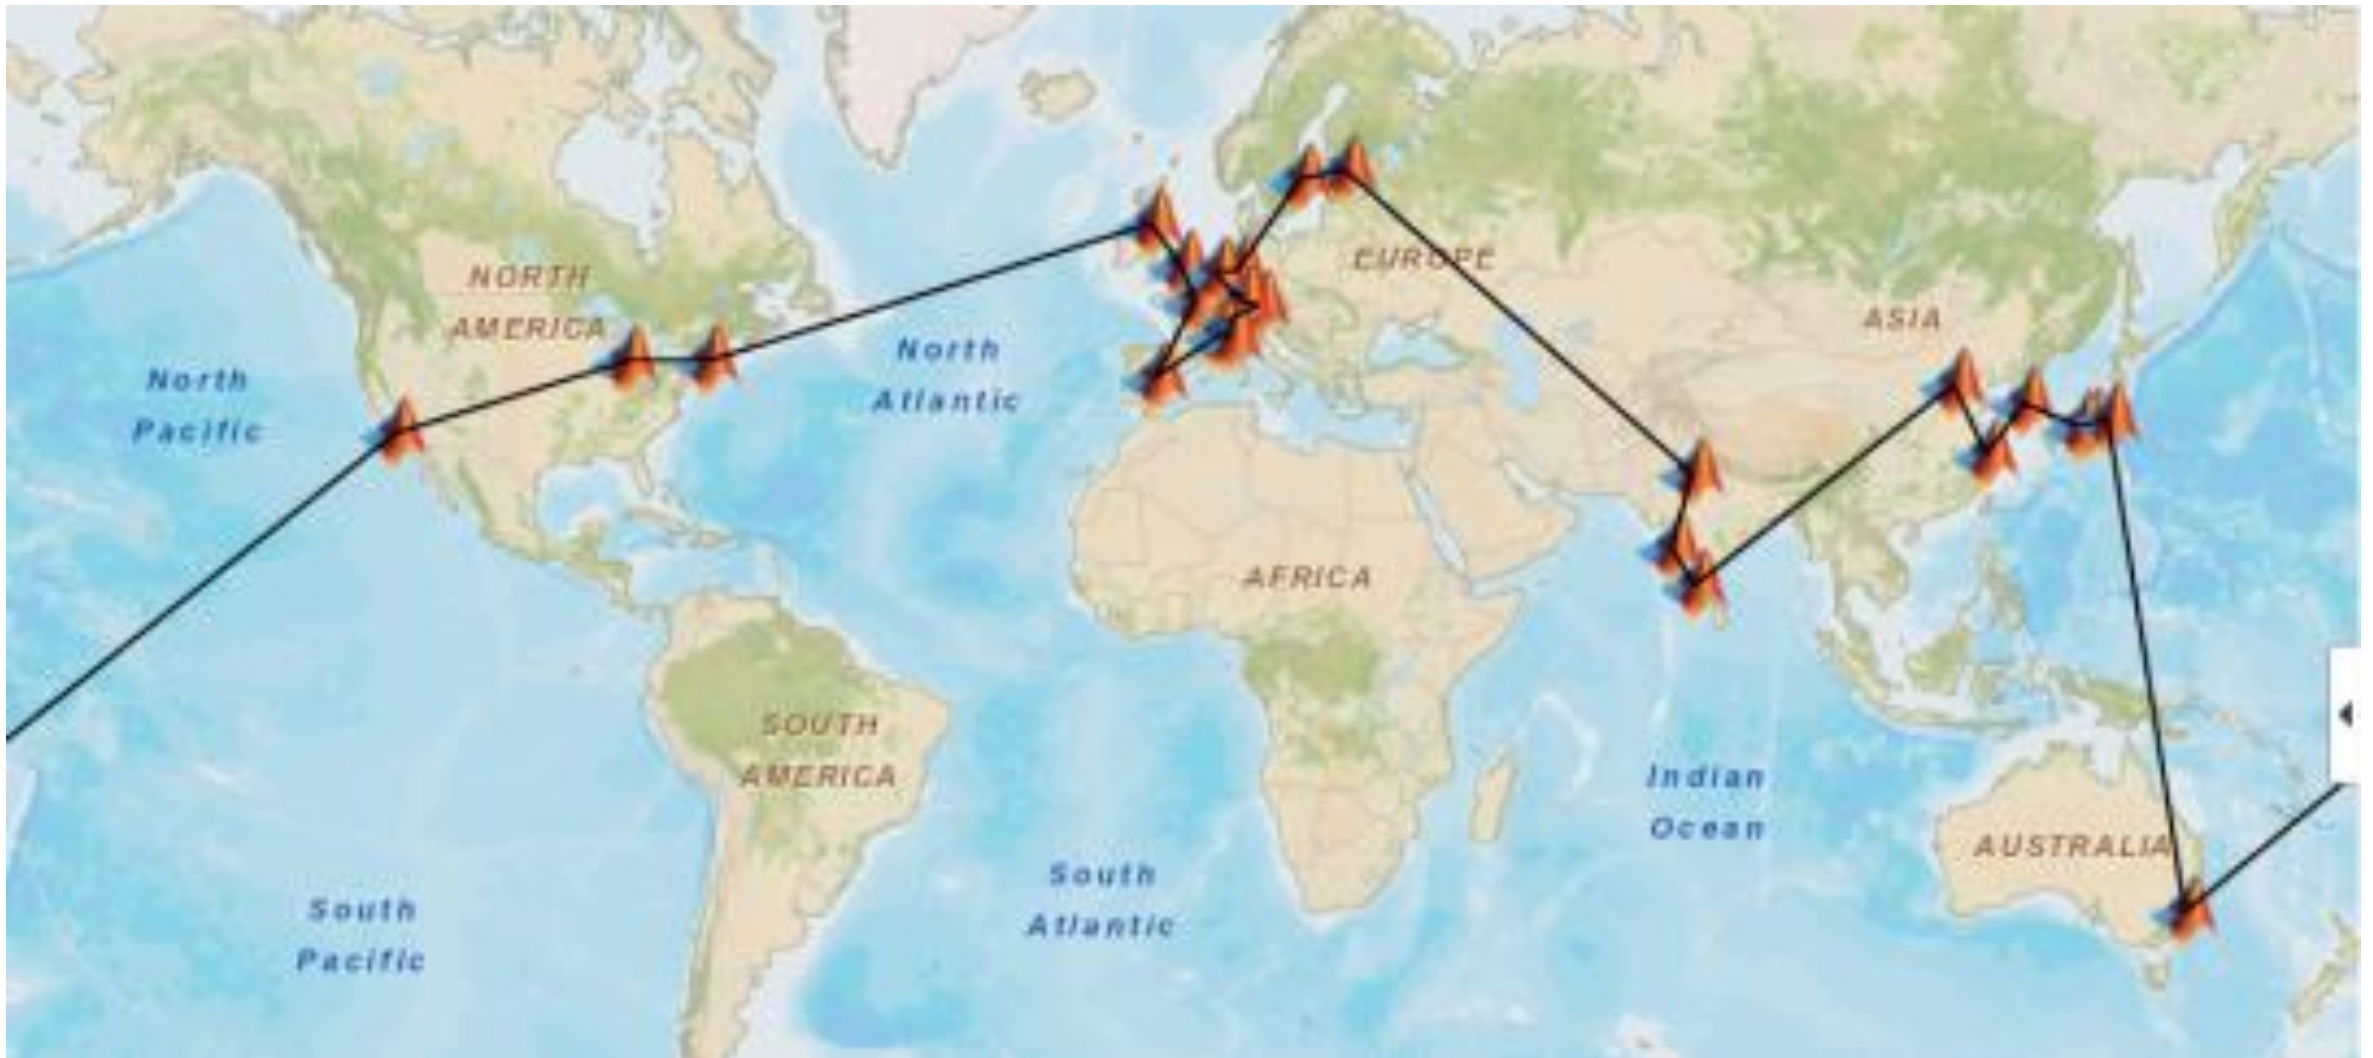 NORTH
AMERICA
EUROPE
ASIA
North
Pacific
North
Atlantic
AFRICA
SOUTH
AMERICA
Indian
Ocean
AUSTRALIA
South
Pacific
South
Atlantic